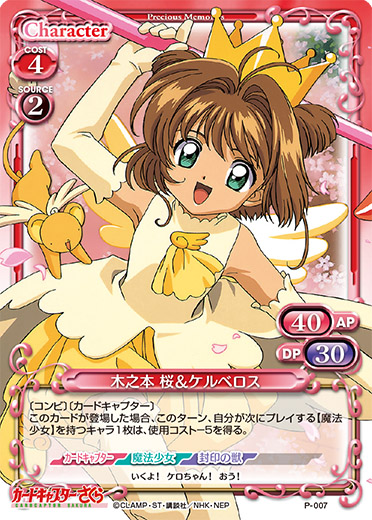 Precious Memories
Character
COST
4
SOURCE
2
40 AP
DP 30
木之本 桜&ケルベロス
〔コンビ〕〔カードキャプター〕
このカードが登場した場合、このターン、自分が次にプレイする【魔法
少女】を持つキャラ1枚は、使用コスト−5を得る。
カードキャプター 魔法少女 封印の獣
いくよ! ケロちゃん! おう!
カードキャプターさくら
CARDCAPTOR SAKURA
©CLAMP・ST・講談社/NHK・NEP
P-007